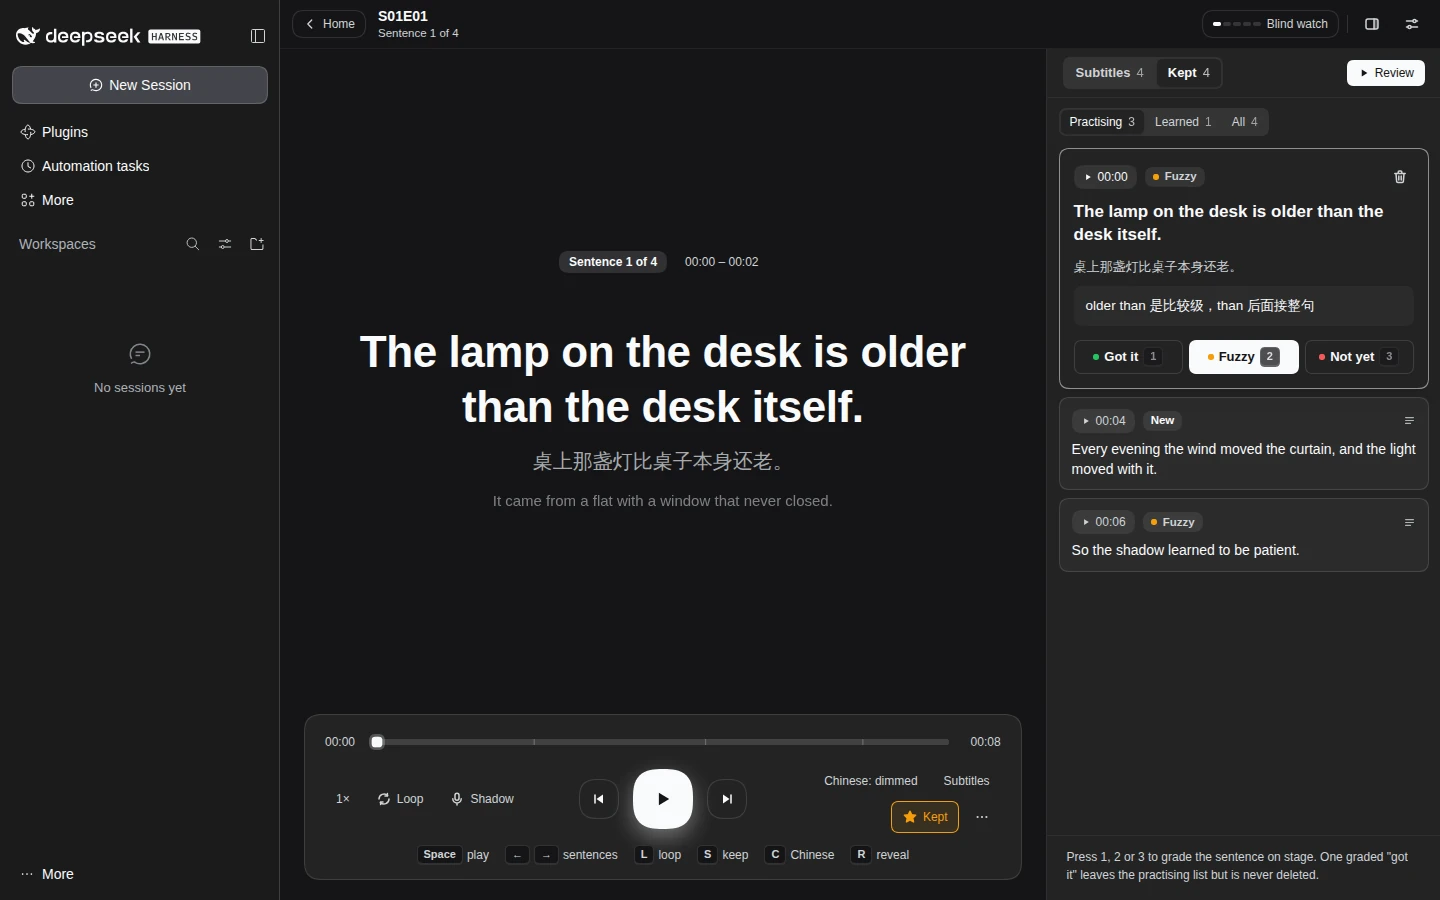 deepseek HARNESS
New Session
Plugins
Automation tasks
More
Workspaces
No sessions yet
More
Home
S01E01
Sentence 1 of 4
Blind watch
Sentence 1 of 4 00:00 – 00:02
The lamp on the desk is older
than the desk itself.
桌上那盏灯比桌子本身还老。
It came from a flat with a window that never closed.
00:00 00:08
1× Loop Shadow
Chinese: dimmed Subtitles
Kept
Space play ← → sentences L loop S keep C Chinese R reveal
Subtitles 4 Kept 4 Review
Practising 3 Learned 1 All 4
00:00 Fuzzy
The lamp on the desk is older than the
desk itself.
桌上那盏灯比桌子本身还老。
older than 是比较级，than 后面接整句
Got it 1 Fuzzy 2 Not yet 3
00:04 New
Every evening the wind moved the curtain, and the light
moved with it.
00:06 Fuzzy
So the shadow learned to be patient.
Press 1, 2 or 3 to grade the sentence on stage. One graded "got
it" leaves the practising list but is never deleted.